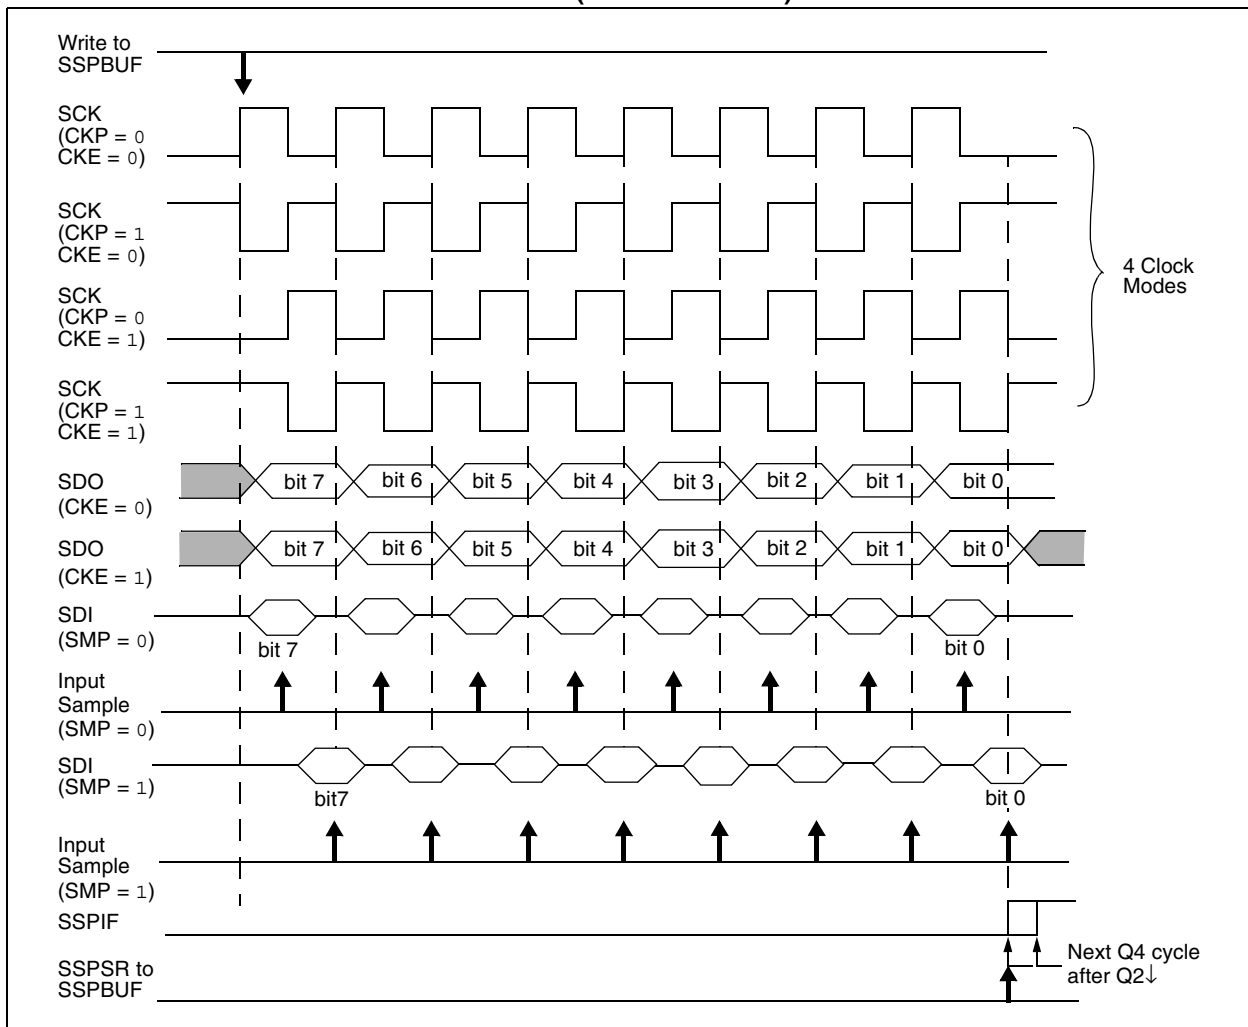 Write to
SSPBUF
SCK
(CKP = 0
CKE = 0)
SCK
(CKP = 1
CKE = 0)
SCK
(CKP = 0
CKE = 1)
SCK
(CKP = 1
CKE = 1)
4 Clock
Modes
SDO
(CKE = 0)
bit 7 bit 6 bit 5 bit 4 bit 3 bit 2 bit 1 bit 0
SDO
(CKE = 1)
bit 7 bit 6 bit 5 bit 4 bit 3 bit 2 bit 1 bit 0
SDI
(SMP = 0)
bit 7 bit 0
Input
Sample
(SMP = 0)
SDI
(SMP = 1)
bit7 bit 0
Input
Sample
(SMP = 1)
SSPIF
SSPSR to
SSPBUF
Next Q4 cycle
after Q2↓